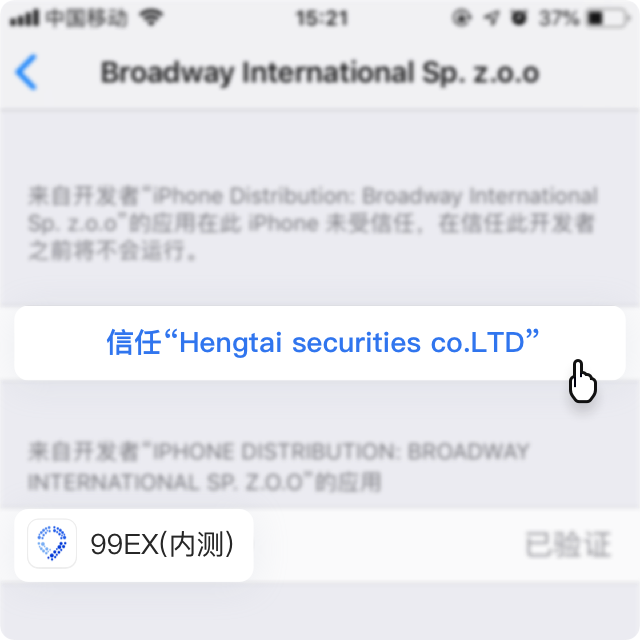 中国移动
15:21
37%
Broadway International Sp. z.o.o
来自开发者“iPhone Distribution: Broadway International
Sp. z.o.o”的应用在此 iPhone 未受信任，在信任此开发者
之前将不会运行。
信任“Hengtai securities co.LTD”
来自开发者“IPHONE DISTRIBUTION: BROADWAY
INTERNATIONAL SP. Z.O.O”的应用
99EX(内测)
已验证